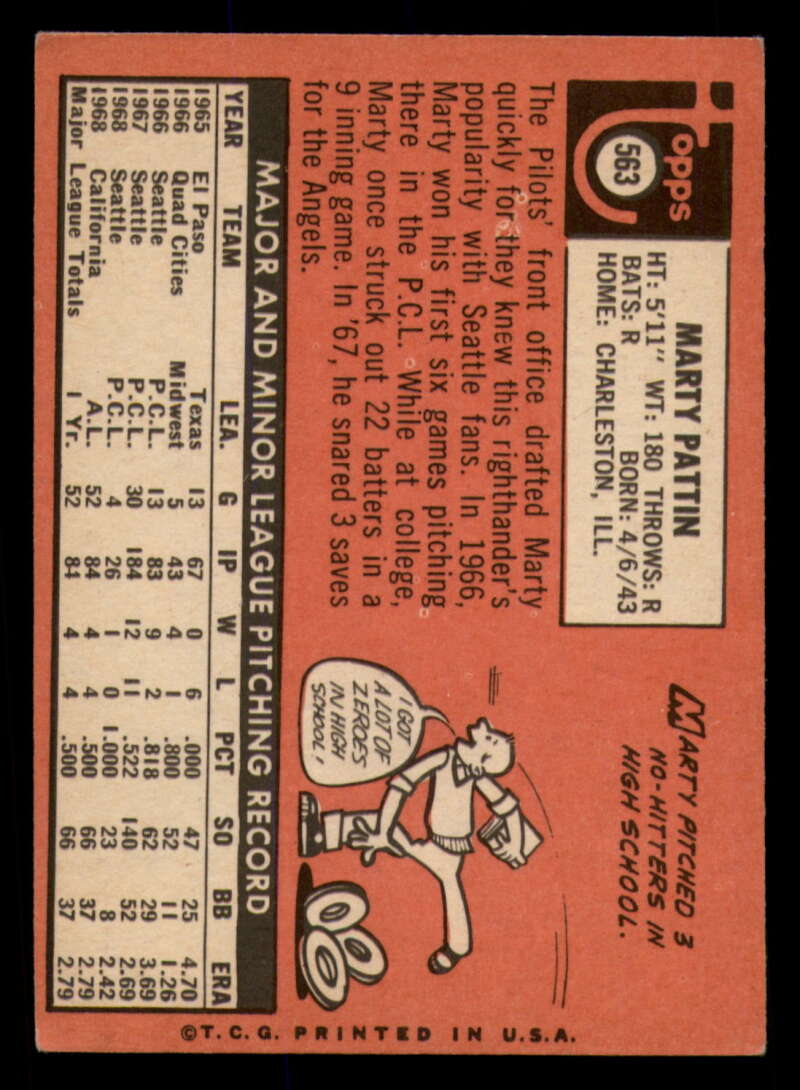 Topps
563
MARTY PATTIN
HT: 5'11" WT: 180 THROWS: R
BATS: R BORN: 4/6/43
HOME: CHARLESTON, ILL.
MARTY PITCHED 3
NO-HITTERS IN
HIGH SCHOOL.
The Pilots' front office drafted Marty
quickly for they knew this righthander's
popularity with Seattle fans. In 1966,
Marty won his first six games pitching
there in the P.C.L. While at college,
Marty once struck out 22 batters in a
9 inning game. In '67, he snared 3 saves
for the Angels.
I GOT
A LOT OF
ZEROES
IN HIGH
SCHOOL!
MAJOR AND MINOR LEAGUE PITCHING RECORD
YEAR TEAM LEA. G IP W L PCT SO BB ERA
1965 El Paso Texas 13 67 0 6 .000 47 25 4.70
1966 Quad Cities Midwest 5 43 4 1 .800 52 11 1.26
1966 Seattle P.C.L. 13 83 9 2 .818 62 29 3.69
1967 Seattle P.C.L. 30 184 12 11 .522 140 52 2.69
1968 Seattle P.C.L. 4 26 1 0 1.000 23 8 2.42
1968 California A.L. 52 84 4 4 .500 66 37 2.79
Major League Totals 1 Yr. 52 84 4 4 .500 66 37 2.79
©T.C.G. PRINTED IN U.S.A.